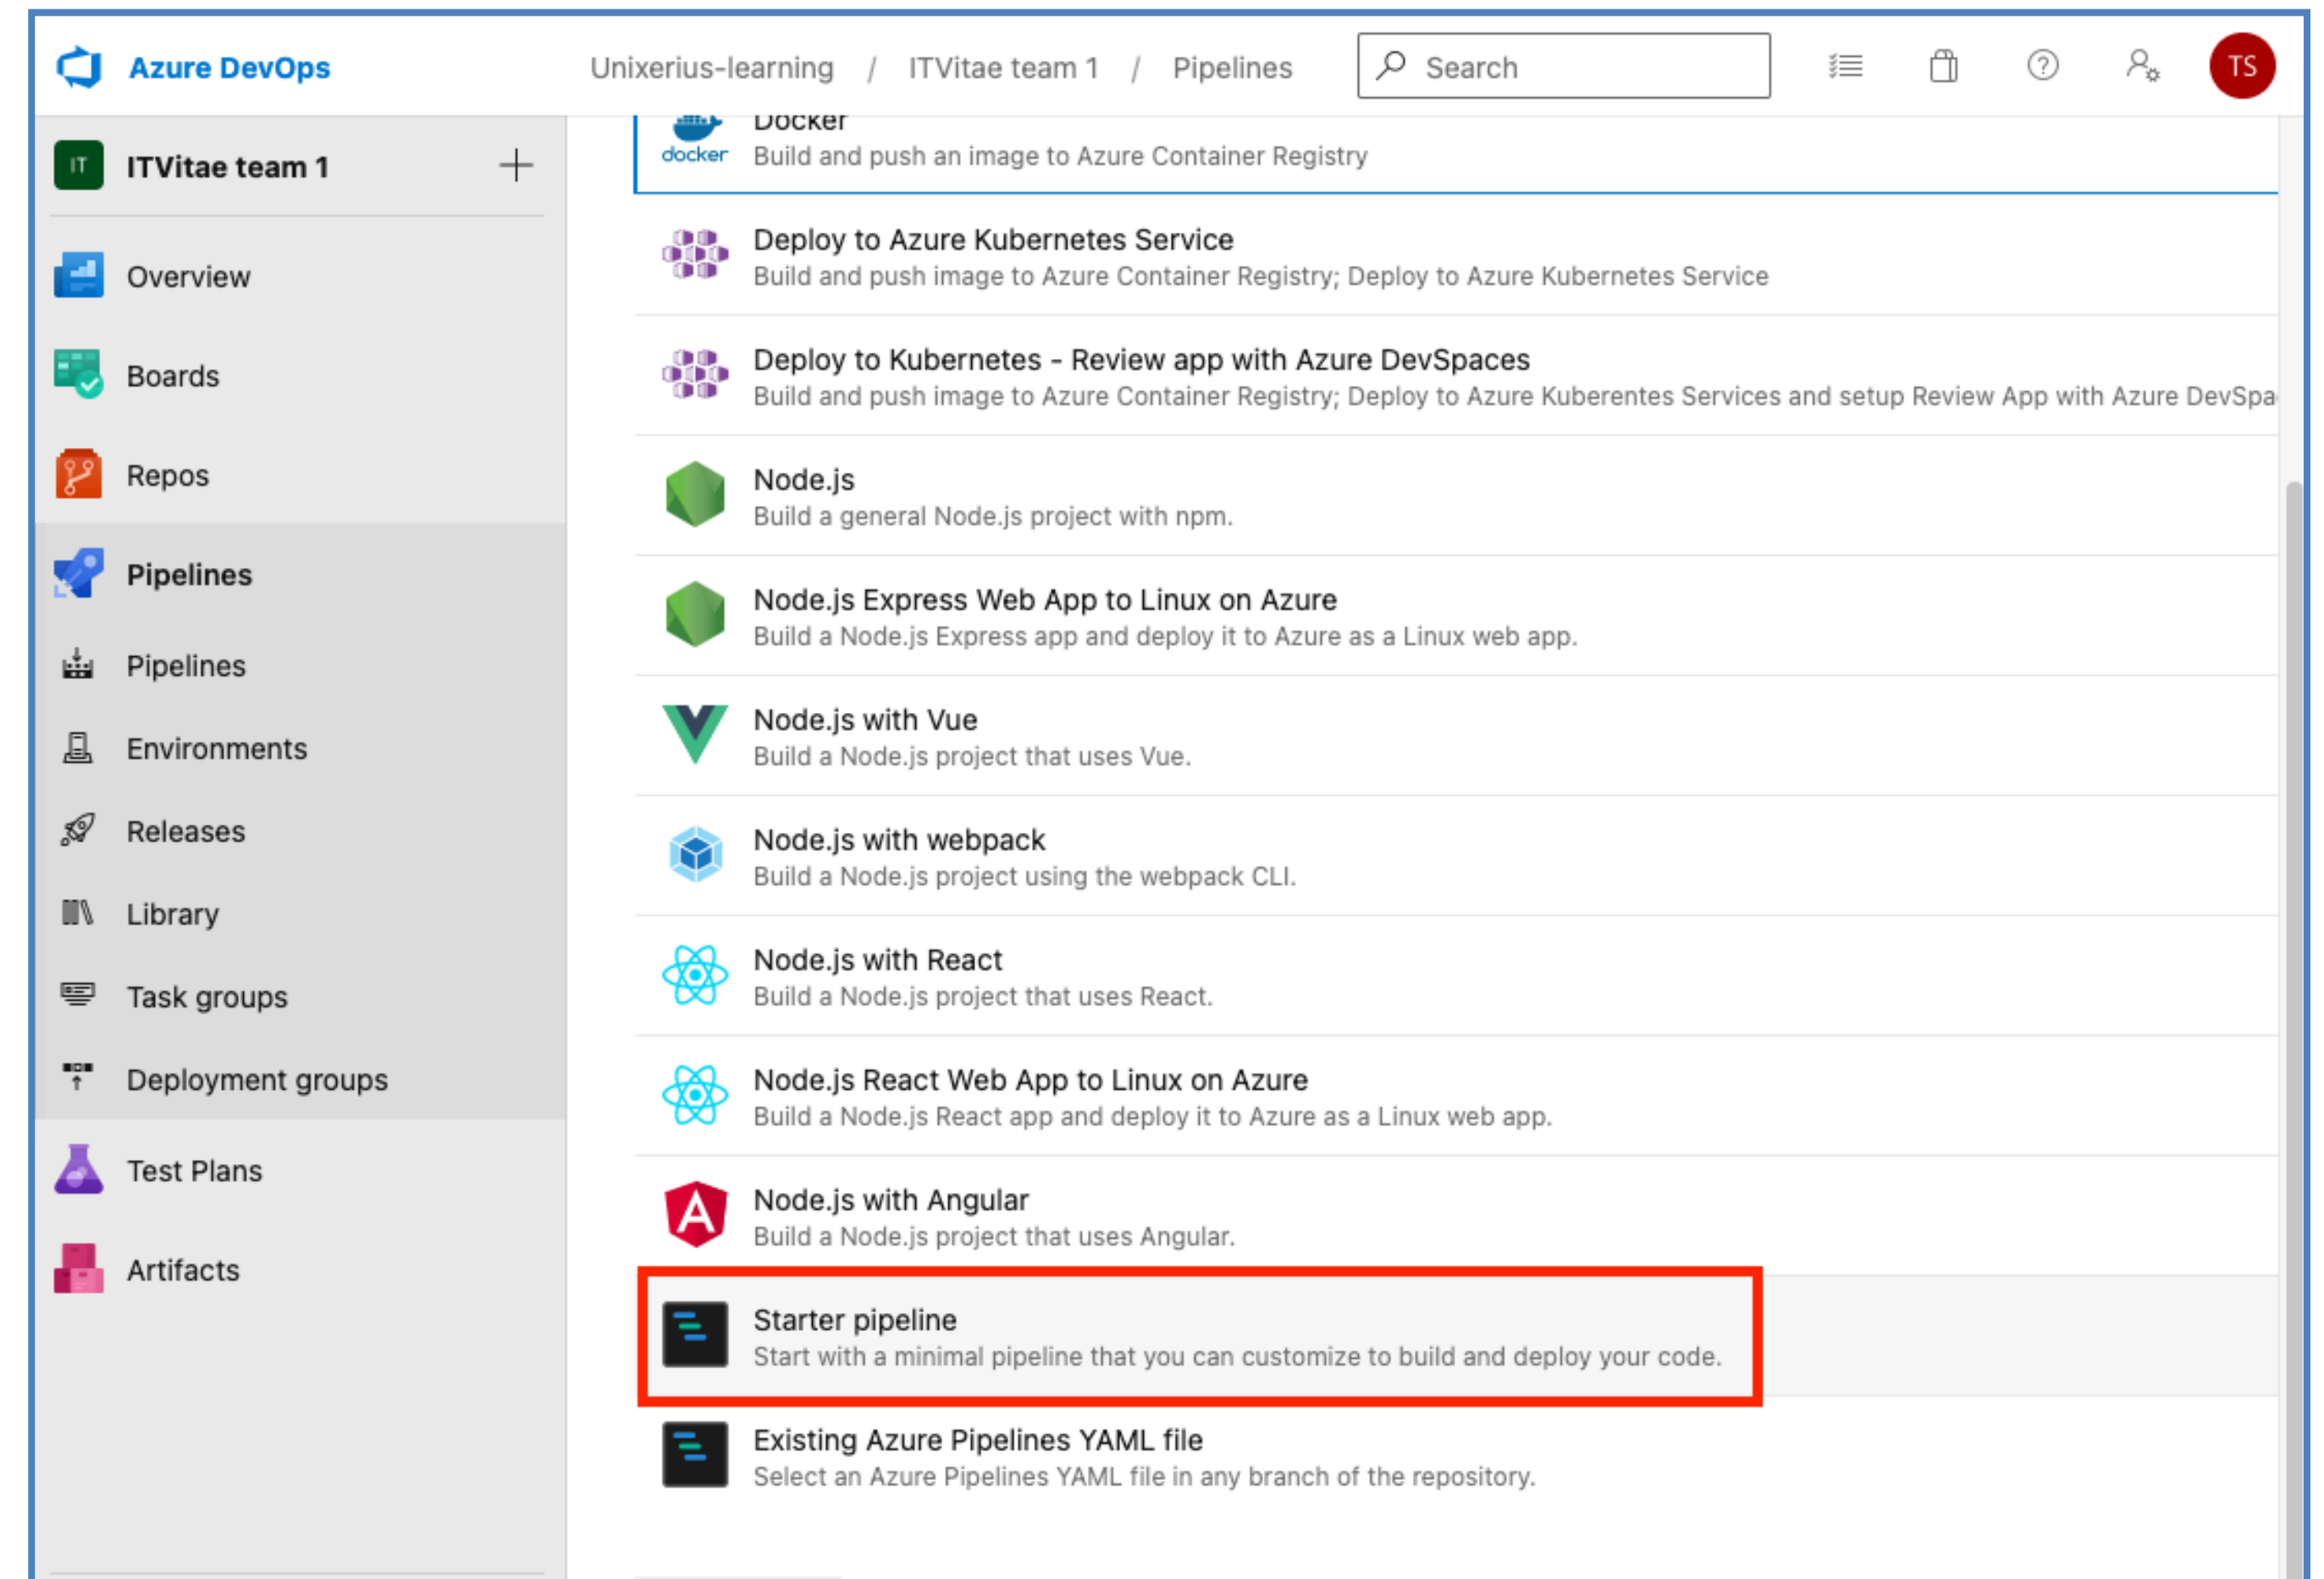 Azure DevOps
Unixerius-learning / ITVitae team 1 / Pipelines
Search
TS
IT
ITVitae team 1
Overview
Boards
Repos
Pipelines
Pipelines
Environments
Releases
Library
Task groups
Deployment groups
Test Plans
Artifacts
docker
Docker
Build and push an image to Azure Container Registry
Deploy to Azure Kubernetes Service
Build and push image to Azure Container Registry; Deploy to Azure Kubernetes Service
Deploy to Kubernetes - Review app with Azure DevSpaces
Build and push image to Azure Container Registry; Deploy to Azure Kuberentes Services and setup Review App with Azure DevSpa
Node.js
Build a general Node.js project with npm.
Node.js Express Web App to Linux on Azure
Build a Node.js Express app and deploy it to Azure as a Linux web app.
Node.js with Vue
Build a Node.js project that uses Vue.
Node.js with webpack
Build a Node.js project using the webpack CLI.
Node.js with React
Build a Node.js project that uses React.
Node.js React Web App to Linux on Azure
Build a Node.js React app and deploy it to Azure as a Linux web app.
Node.js with Angular
Build a Node.js project that uses Angular.
Starter pipeline
Start with a minimal pipeline that you can customize to build and deploy your code.
Existing Azure Pipelines YAML file
Select an Azure Pipelines YAML file in any branch of the repository.